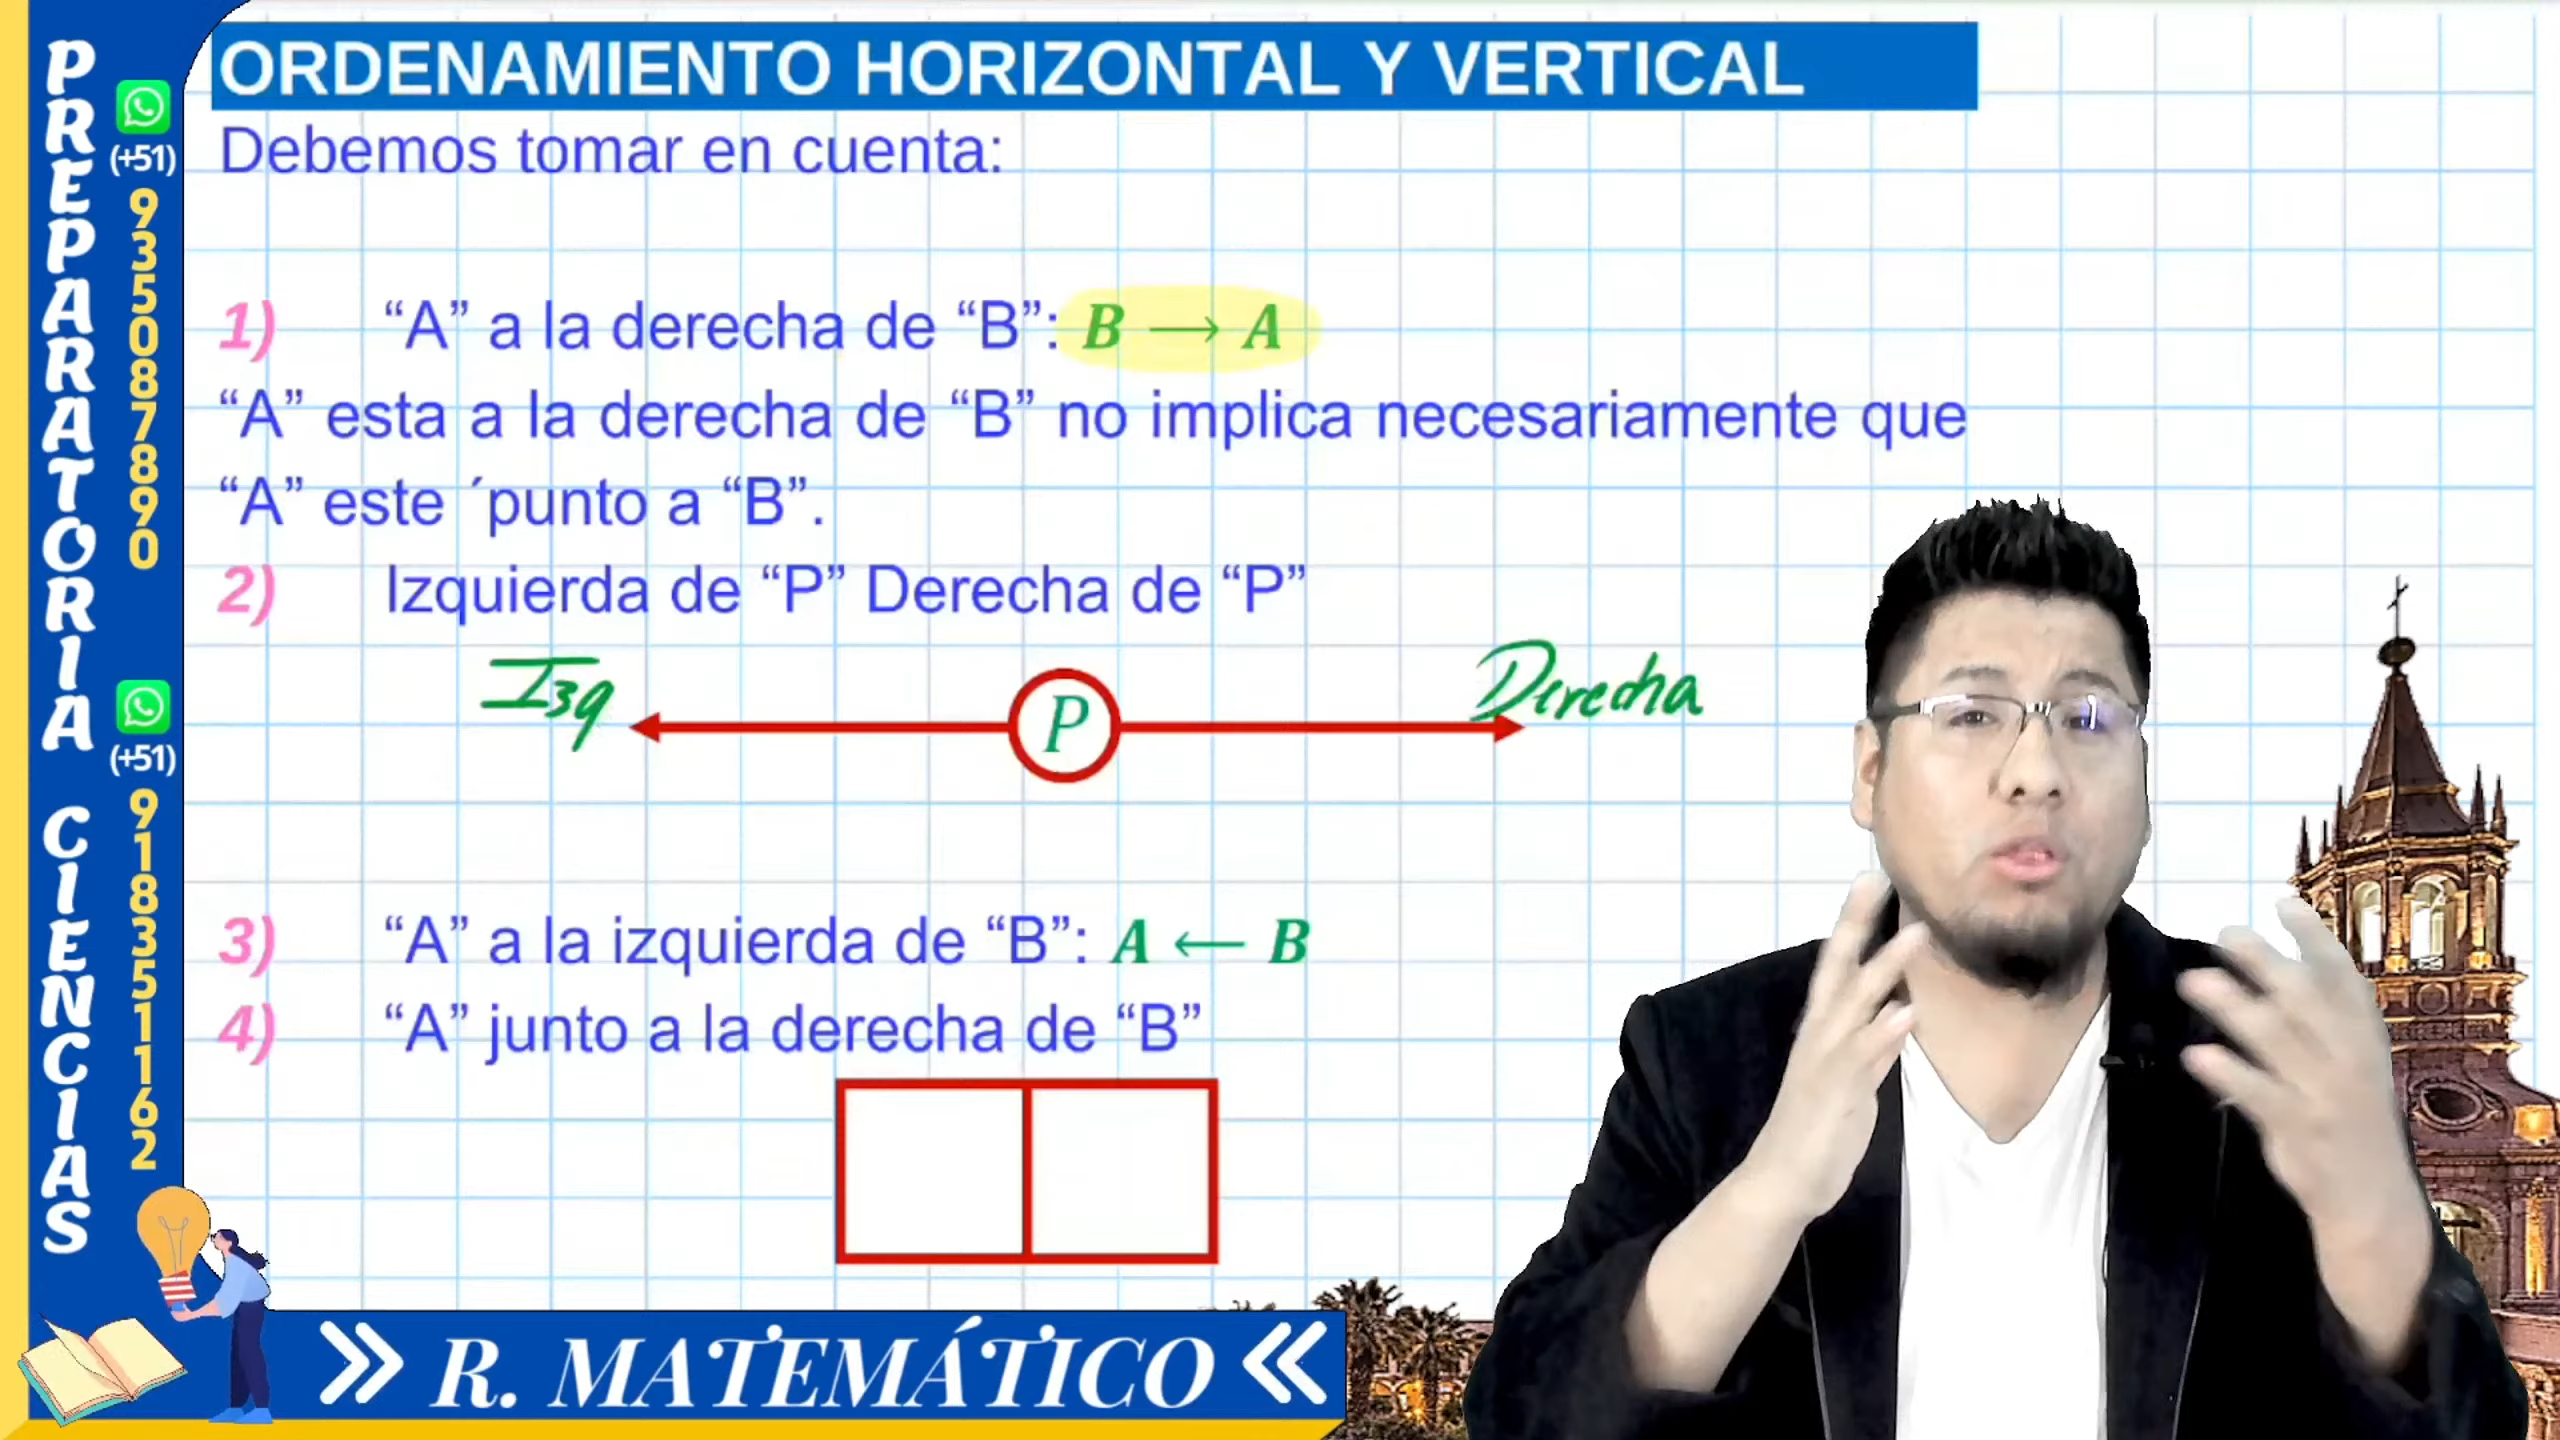 ORDENAMIENTO HORIZONTAL Y VERTICAL
Debemos tomar en cuenta:
1) “A” a la derecha de “B”: B ⟶ A
“A” esta a la derecha de “B” no implica necesariamente que
“A” este ´punto a “B”.
2) Izquierda de “P” Derecha de “P”
Izq P Derecha
3) “A” a la izquierda de “B”: A ⟵ B
4) “A” junto a la derecha de “B”
PREPARATORIA CIENCIAS
(+51)
935087890
(+51)
918351162
R. MATEMÁTICO